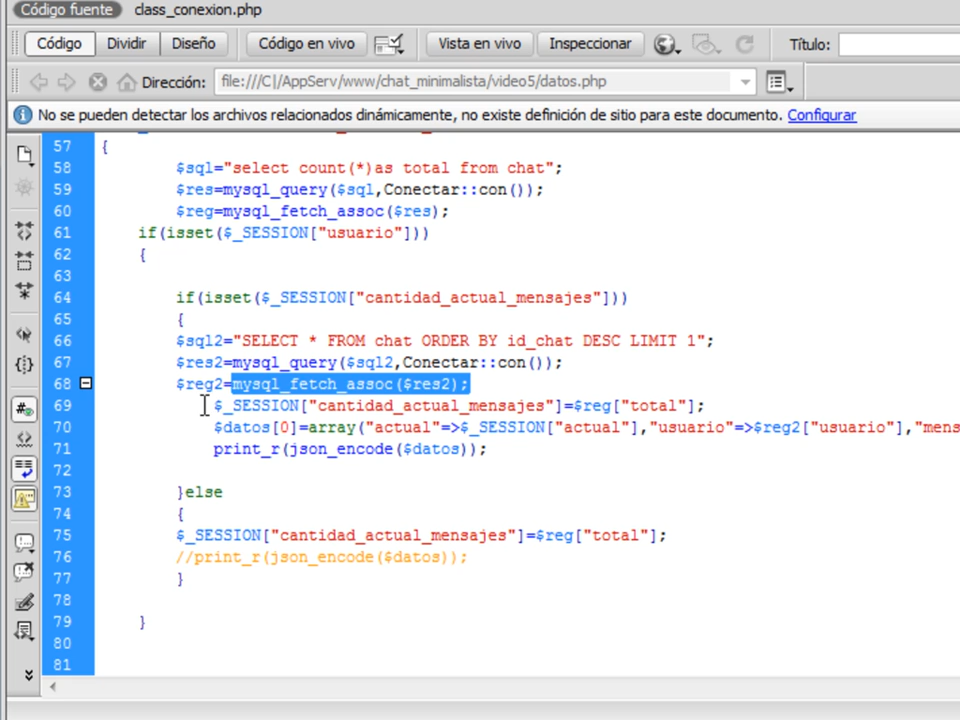 Código fuente class_conexion.php
Código Dividir Diseño Código en vivo Vista en vivo Inspeccionar Título:
Dirección: file:///C|/AppServ/www/chat_minimalista/video5/datos.php
No se pueden detectar los archivos relacionados dinámicamente, no existe definición de sitio para este documento. Configurar
57 {
58 $sql="select count(*)as total from chat";
59 $res=mysql_query($sql,Conectar::con());
60 $reg=mysql_fetch_assoc($res);
61 if(isset($_SESSION["usuario"]))
62 {
63
64 if(isset($_SESSION["cantidad_actual_mensajes"]))
65 {
66 $sql2="SELECT * FROM chat ORDER BY id_chat DESC LIMIT 1";
67 $res2=mysql_query($sql2,Conectar::con());
68 $reg2=mysql_fetch_assoc($res2);
69 $_SESSION["cantidad_actual_mensajes"]=$reg["total"];
70 $datos[0]=array("actual"=>$_SESSION["actual"],"usuario"=>$reg2["usuario"],"mens
71 print_r(json_encode($datos));
72
73 }else
74 {
75 $_SESSION["cantidad_actual_mensajes"]=$reg["total"];
76 //print_r(json_encode($datos));
77 }
78
79 }
80
81